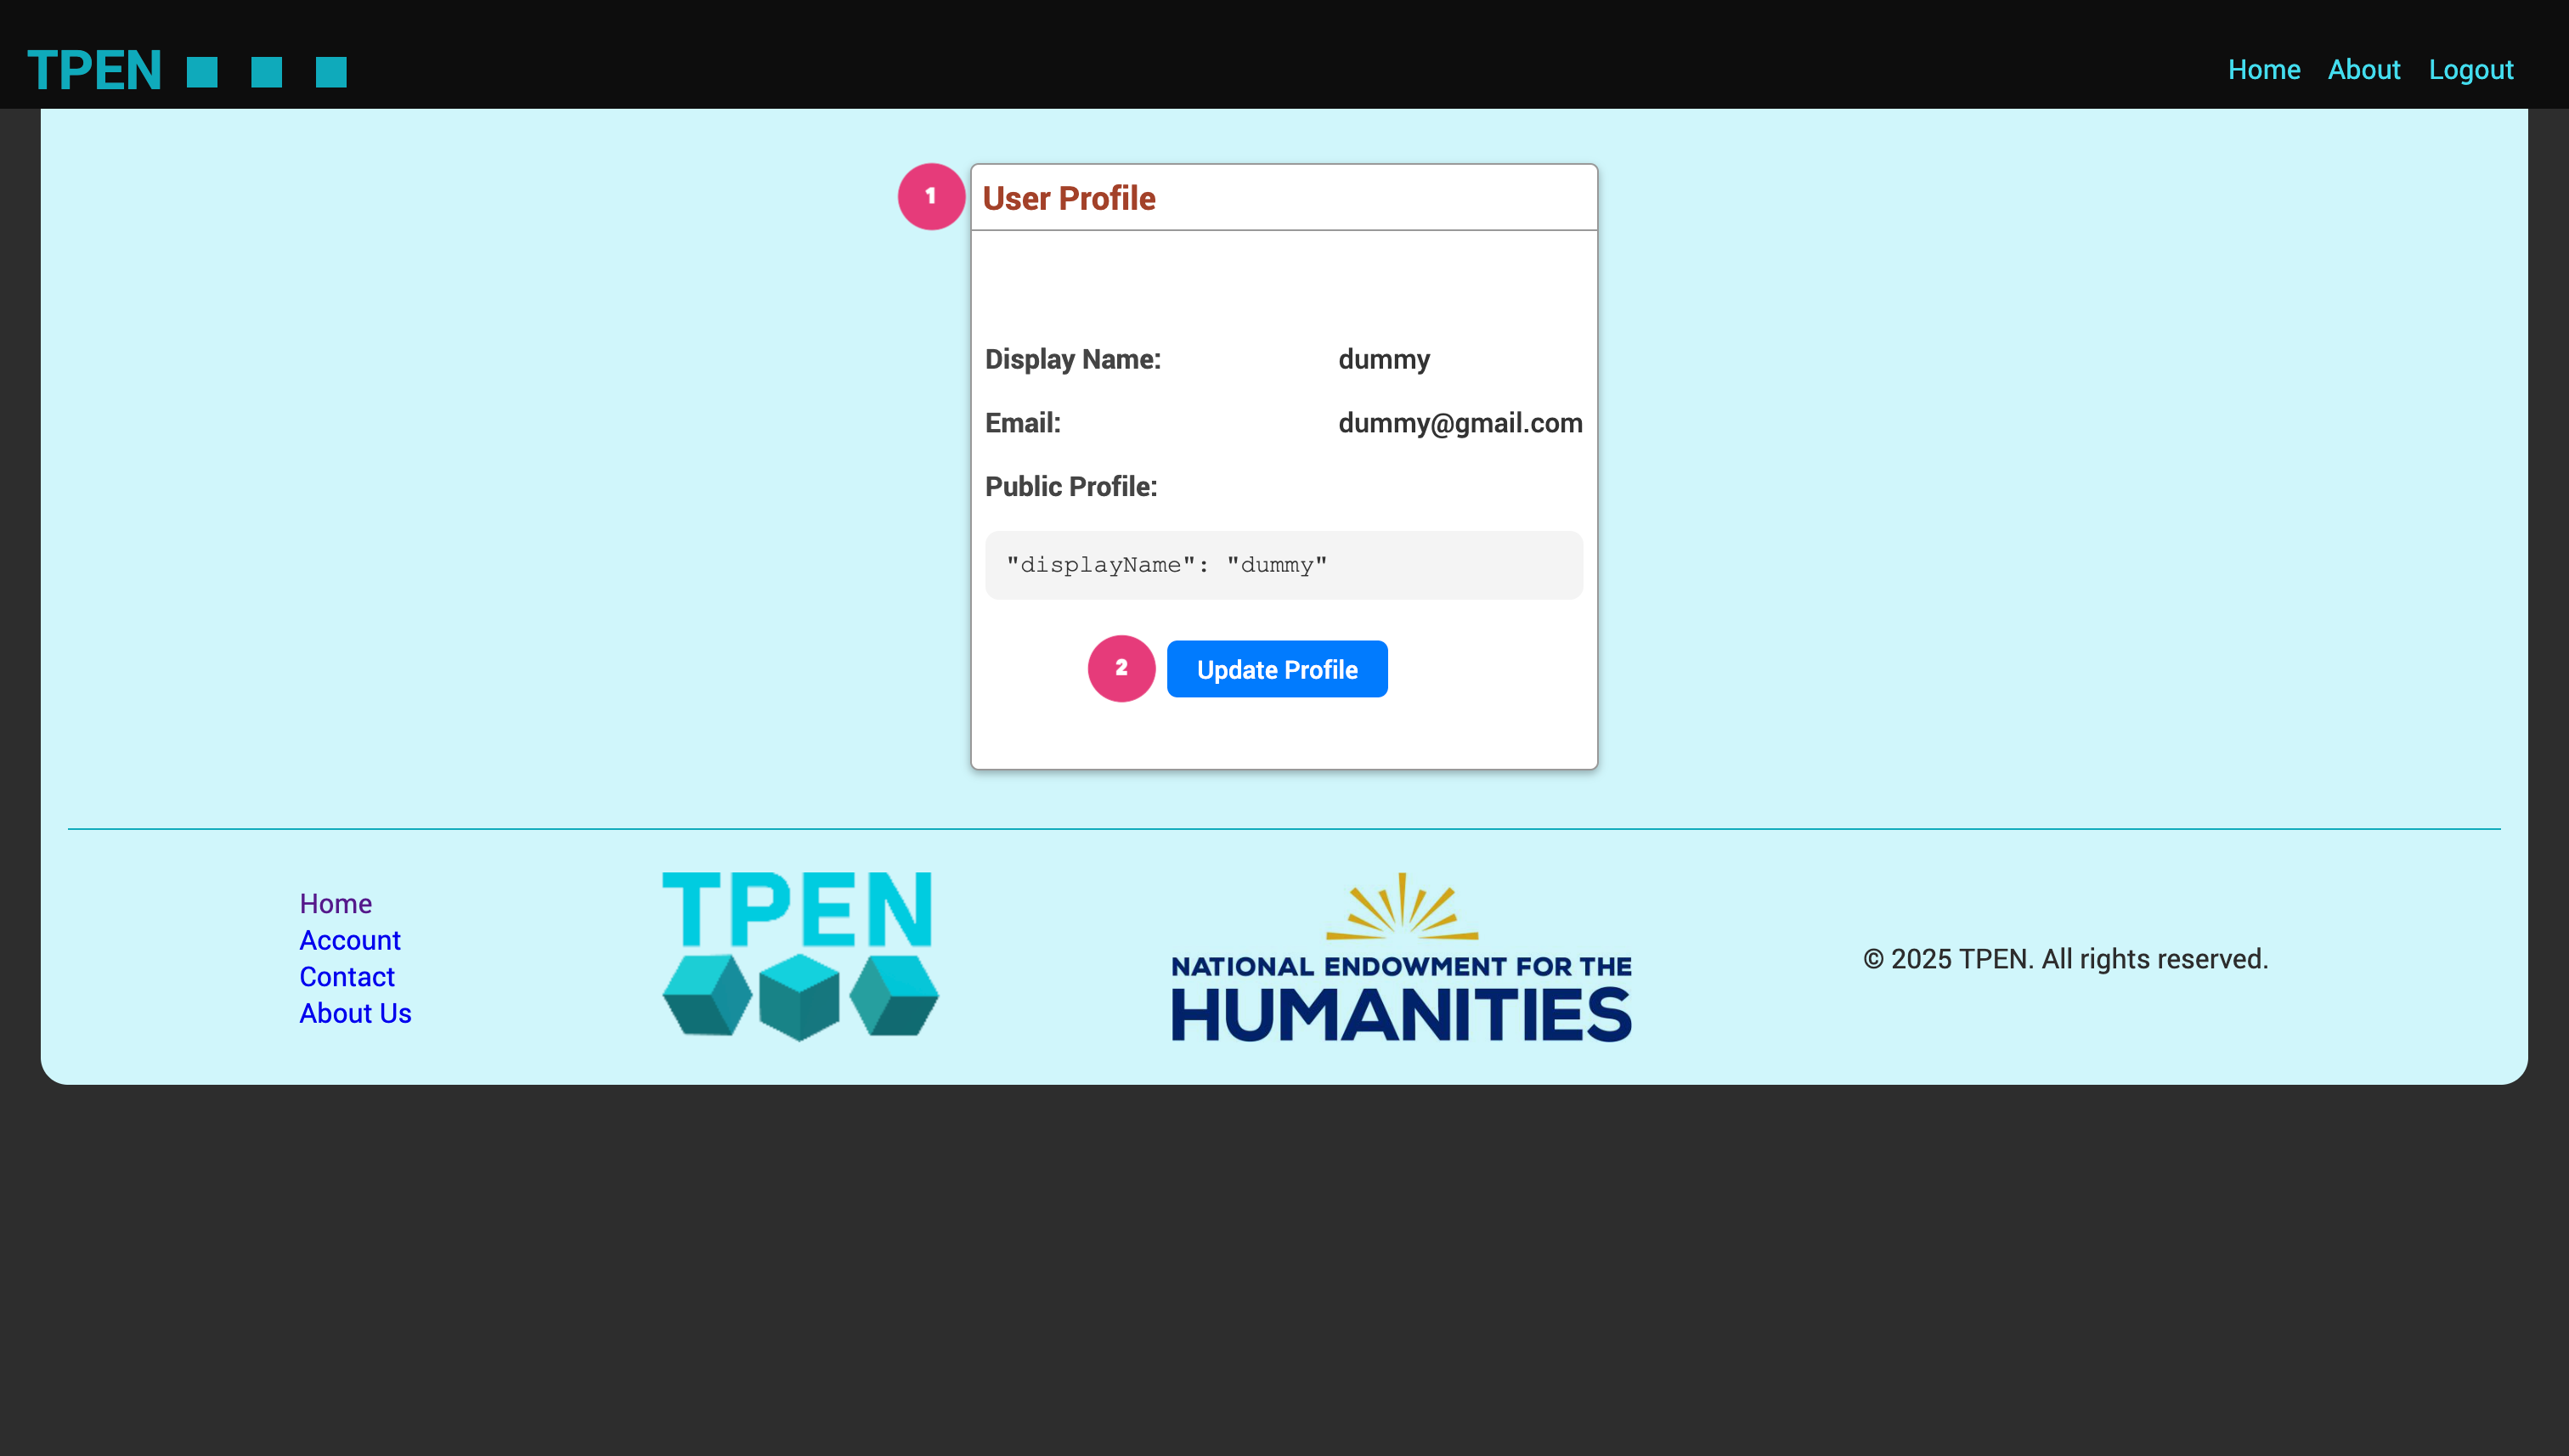 TPEN
Home About Logout
1
User Profile
Display Name: dummy
Email: dummy@gmail.com
Public Profile:
"displayName": "dummy"
2
Update Profile
Home
Account
Contact
About Us
TPEN
NATIONAL ENDOWMENT FOR THE
HUMANITIES
© 2025 TPEN. All rights reserved.